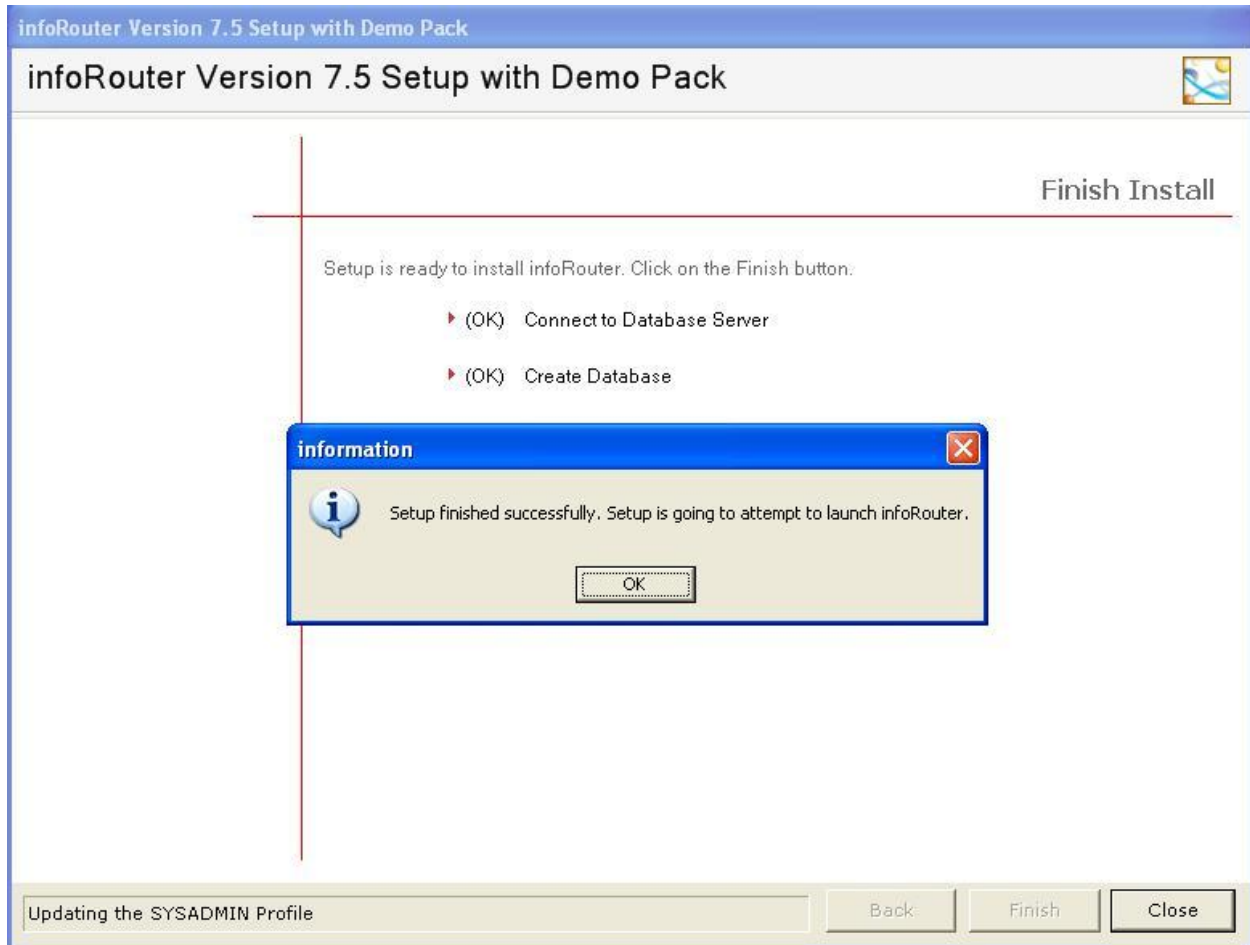 infoRouter Version 7.5 Setup with Demo Pack
infoRouter Version 7.5 Setup with Demo Pack
Finish Install
Setup is ready to install infoRouter. Click on the Finish button.
(OK) Connect to Database Server
(OK) Create Database
information
Setup finished successfully. Setup is going to attempt to launch infoRouter.
OK
Updating the SYSADMIN Profile
Back
Finish
Close